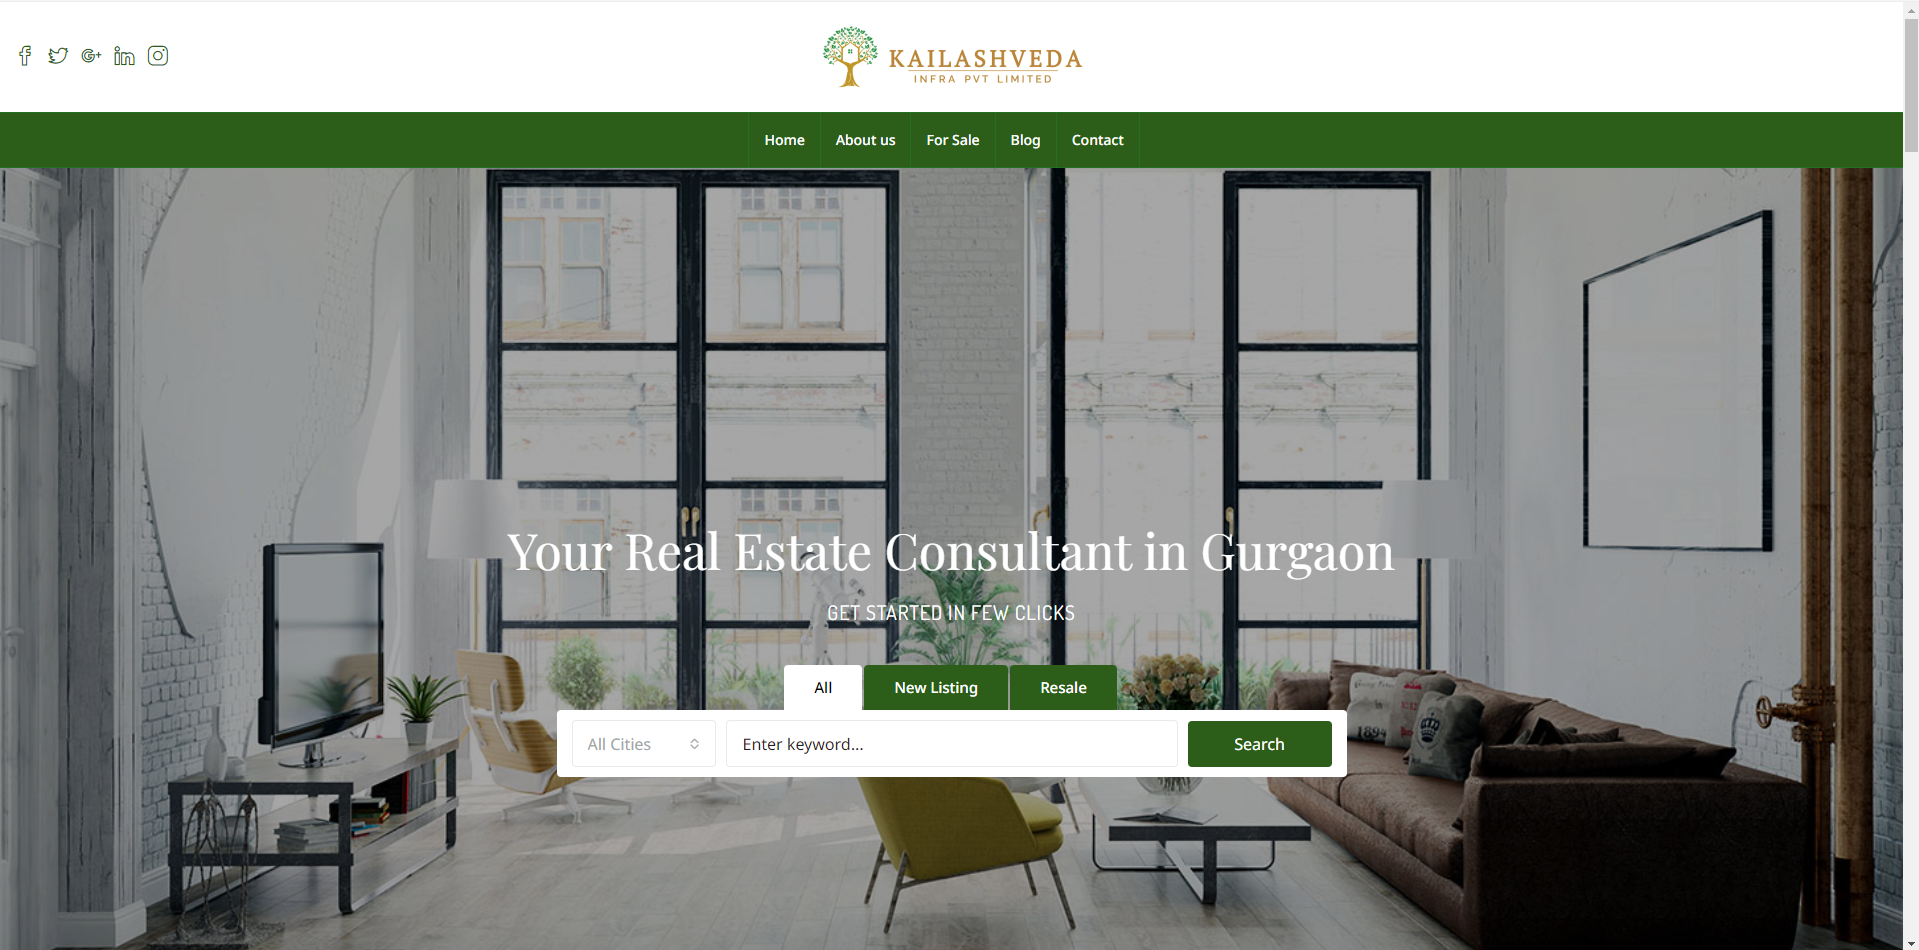 KAILASHVEDA
INFRA PVT LIMITED
Home About us For Sale Blog Contact
Your Real Estate Consultant in Gurgaon
GET STARTED IN FEW CLICKS
All New Listing Resale
All Cities Enter keyword... Search
1894